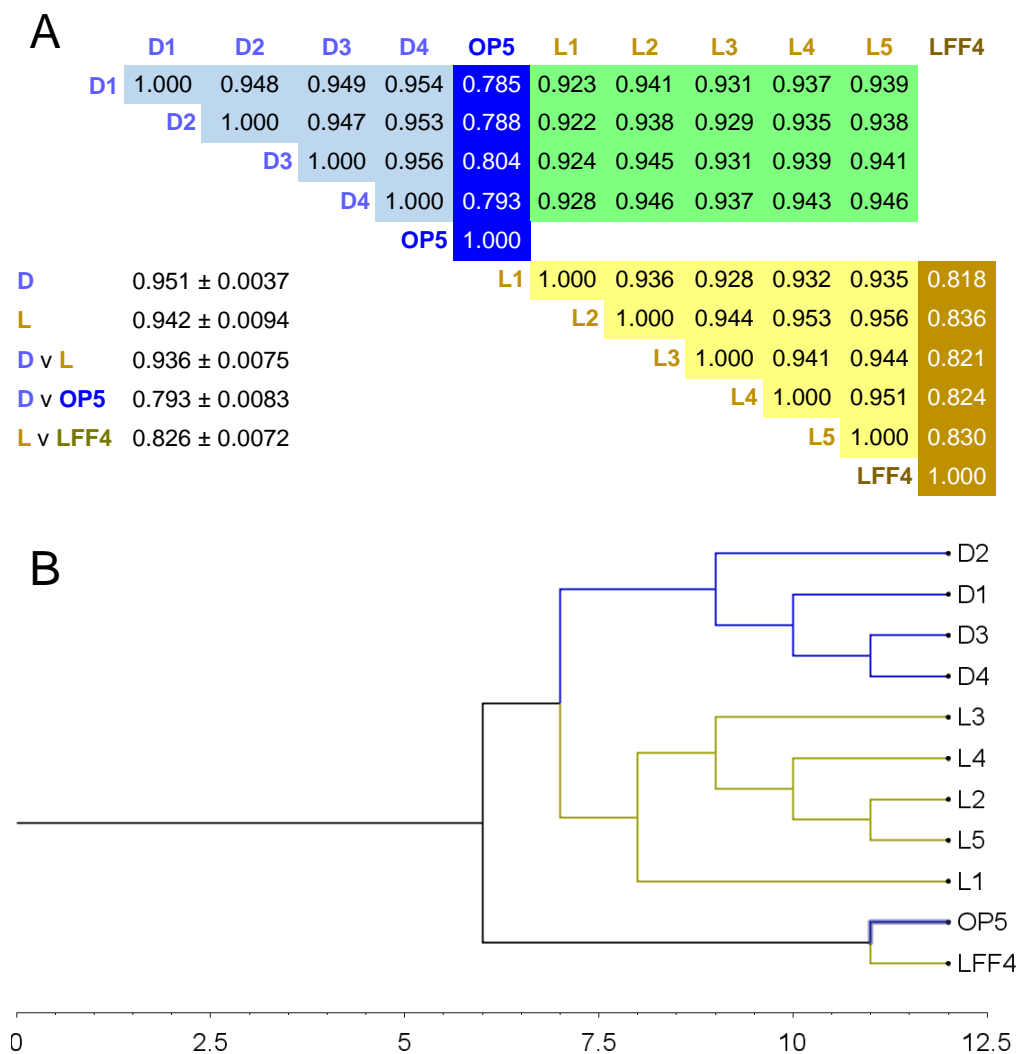 A
D1 D2 D3 D4 OP5 L1 L2 L3 L4 L5 LFF4
D1 1.000 0.948 0.949 0.954 0.785 0.923 0.941 0.931 0.937 0.939
D2 1.000 0.947 0.953 0.788 0.922 0.938 0.929 0.935 0.938
D3 1.000 0.956 0.804 0.924 0.945 0.931 0.939 0.941
D4 1.000 0.793 0.928 0.946 0.937 0.943 0.946
OP5 1.000
D 0.951 ± 0.0037 L1 1.000 0.936 0.928 0.932 0.935 0.818
L 0.942 ± 0.0094 L2 1.000 0.944 0.953 0.956 0.836
D v L 0.936 ± 0.0075 L3 1.000 0.941 0.944 0.821
D v OP5 0.793 ± 0.0083 L4 1.000 0.951 0.824
L v LFF4 0.826 ± 0.0072 L5 1.000 0.830
LFF4 1.000
B
D2
D1
D3
D4
L3
L4
L2
L5
L1
OP5
LFF4
0 2.5 5 7.5 10 12.5